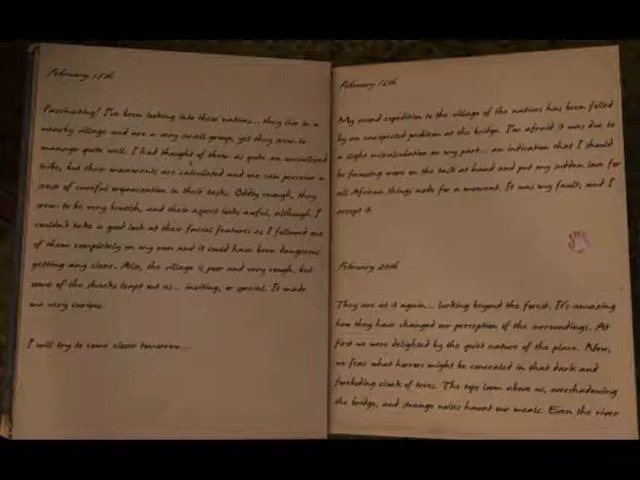 February 15th
Fascinating! I've been looking into these natives... they live in a
nearby village and are a very small group, yet they seem to
manage quite well. I had thought of them as quite an uncivilized
tribe, but their movements are calculated and we can perceive a
sense of careful organization in their tasks. Oddly enough, they
seem to be very brutish, and their aspect looks awful, although I
couldn't take a good look at their facial features as I followed one
of them completely on my own and it could have been dangerous
getting any closer. Also, the village is poor and very rough, but
some of the shacks leapt out as... inviting, or special. It made
me very curious.
I will try to come closer tomorrow...
February 16th
My second expedition to the village of the natives has been foiled
by an unexpected problem at the bridge. I'm afraid it was due to
a slight miscalculation on my part... an indication that I should
be focusing more on the task at hand and put my sudden love for
all African things aside for a moment. It was my fault, and I
accept it.
February 20th
They are at it again... lurking beyond the forest. It's amazing
how they have changed our perception of the surroundings. At
first we were delighted by the quiet nature of the place. Now,
we fear what horrors might be concealed in that dark and
foreboding cloak of trees. The tops loom above us, overshadowing
the bridge, and strange noises haunt our meals. Even the river